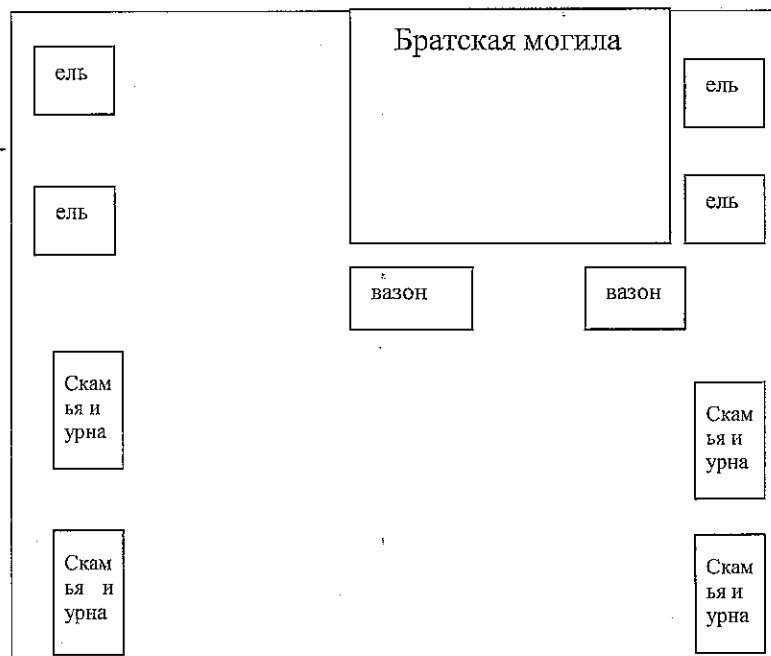 Братская могила
ель
ель
ель
ель
вазон
вазон
Скам
ья и
урна
Скам
ья и
урна
Скам
ья и
урна
Скам
ья и
урна